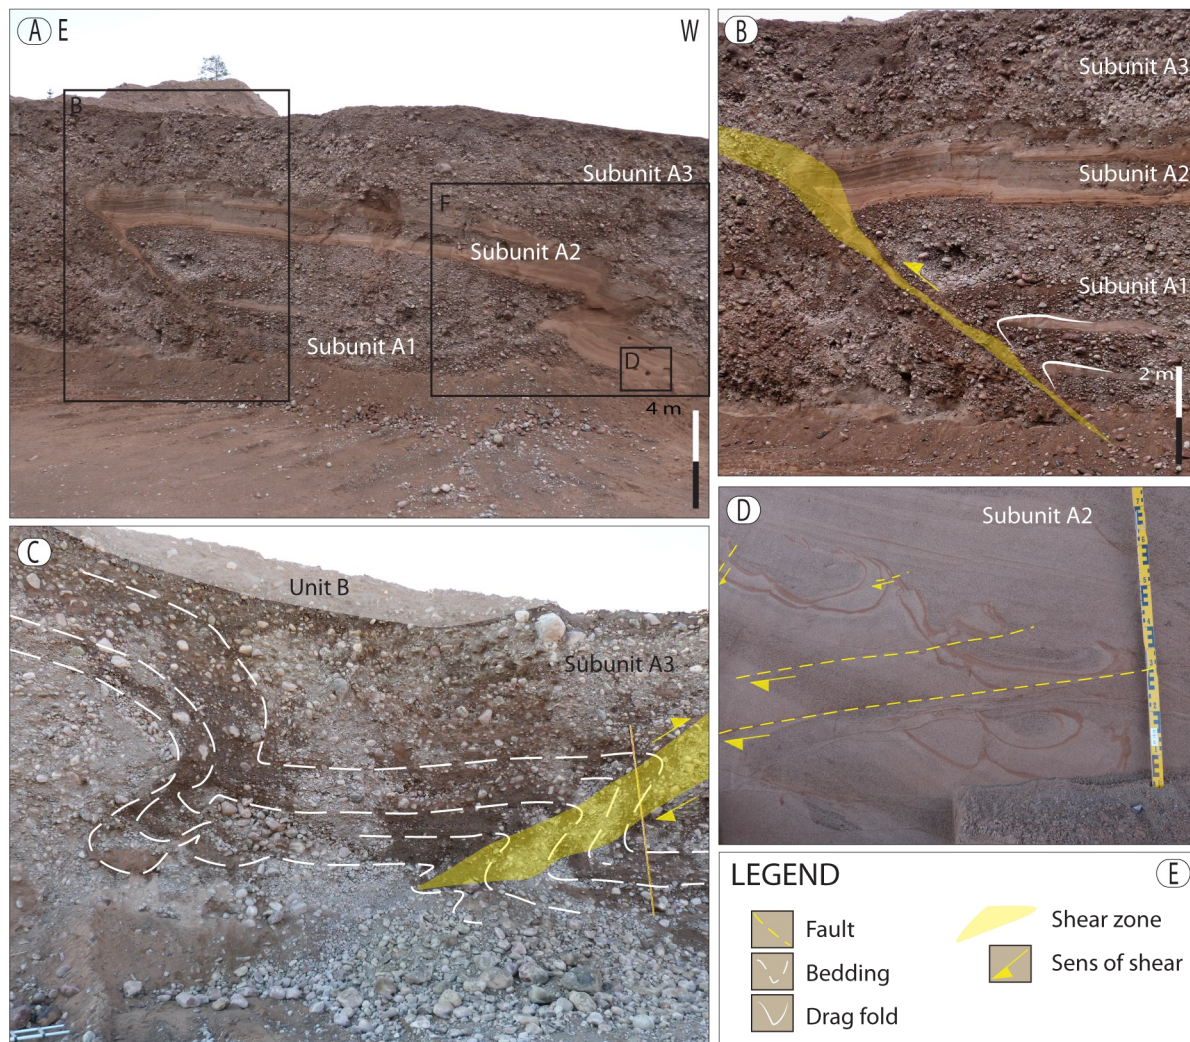 A E W
B
Subunit A3
F
Subunit A2
Subunit A1
D
4 m
B
Subunit A3
Subunit A2
Subunit A1
2 m
C
Unit B
Subunit A3
D
Subunit A2
LEGEND
E
Fault
Bedding
Drag fold
Shear zone
Sens of shear